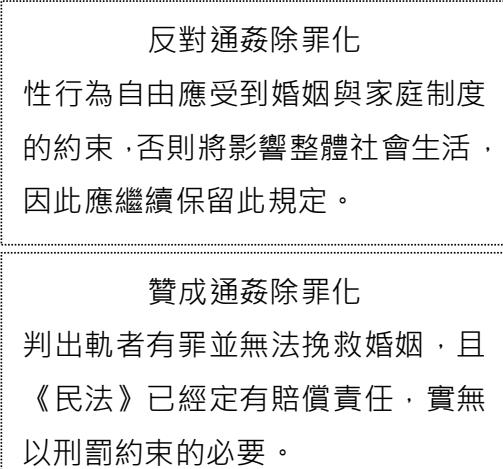 反對通姦除罪化
性行為自由應受到婚姻與家庭制度
的約束，否則將影響整體社會生活，
因此應繼續保留此規定。
贊成通姦除罪化
判出軌者有罪並無法挽救婚姻，且
《民法》已經定有賠償責任，實無
以刑罰約束的必要。